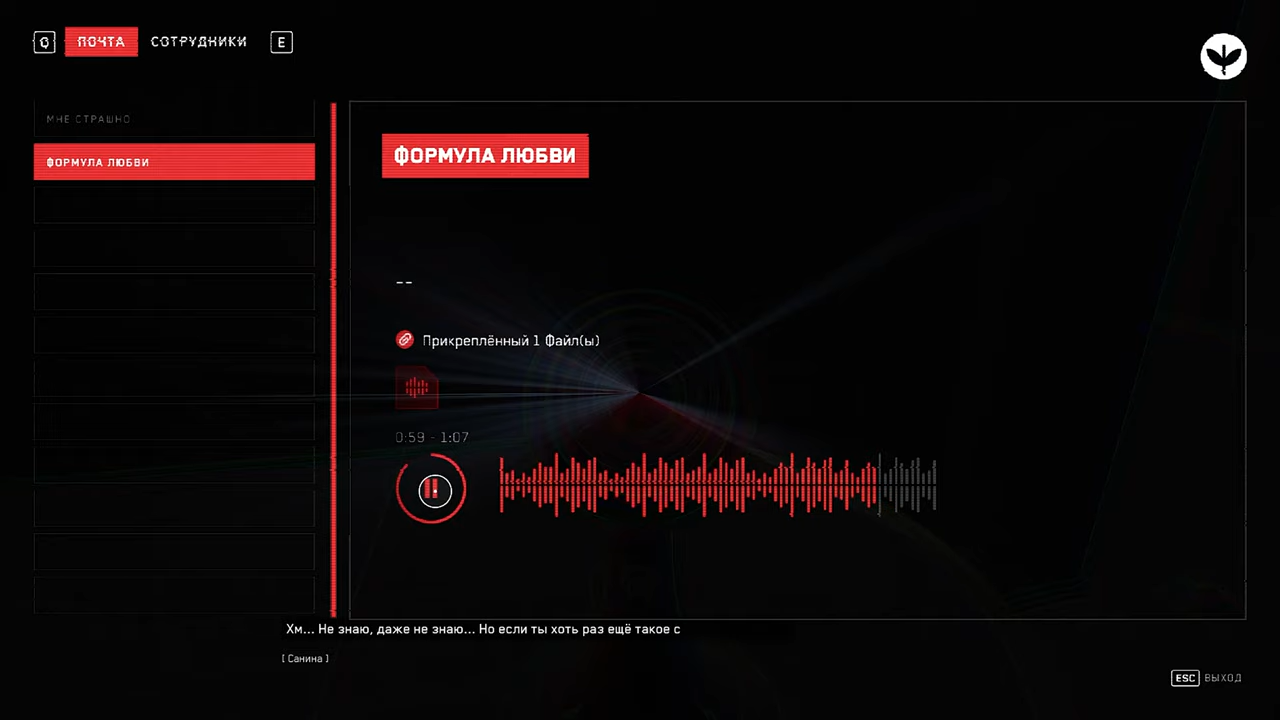 Q ПОЧТА СОТРУДНИКИ E
МНЕ СТРАШНО
ФОРМУЛА ЛЮБВИ
ФОРМУЛА ЛЮБВИ
--
Прикреплённый 1 Файл(ы)
0:59 - 1:07
Хм... Не знаю, даже не знаю... Но если ты хоть раз ещё такое с
[ Санина ]
ESC ВЫХОД